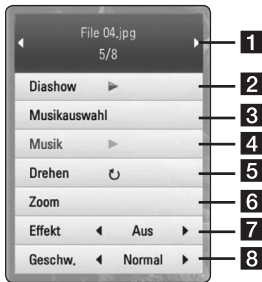 File 04.jpg 1
5/8
Diashow 2
Musikauswahl 3
Musik 4
Drehen 5
Zoom 6
Effekt Aus 7
Geschw. Normal 8